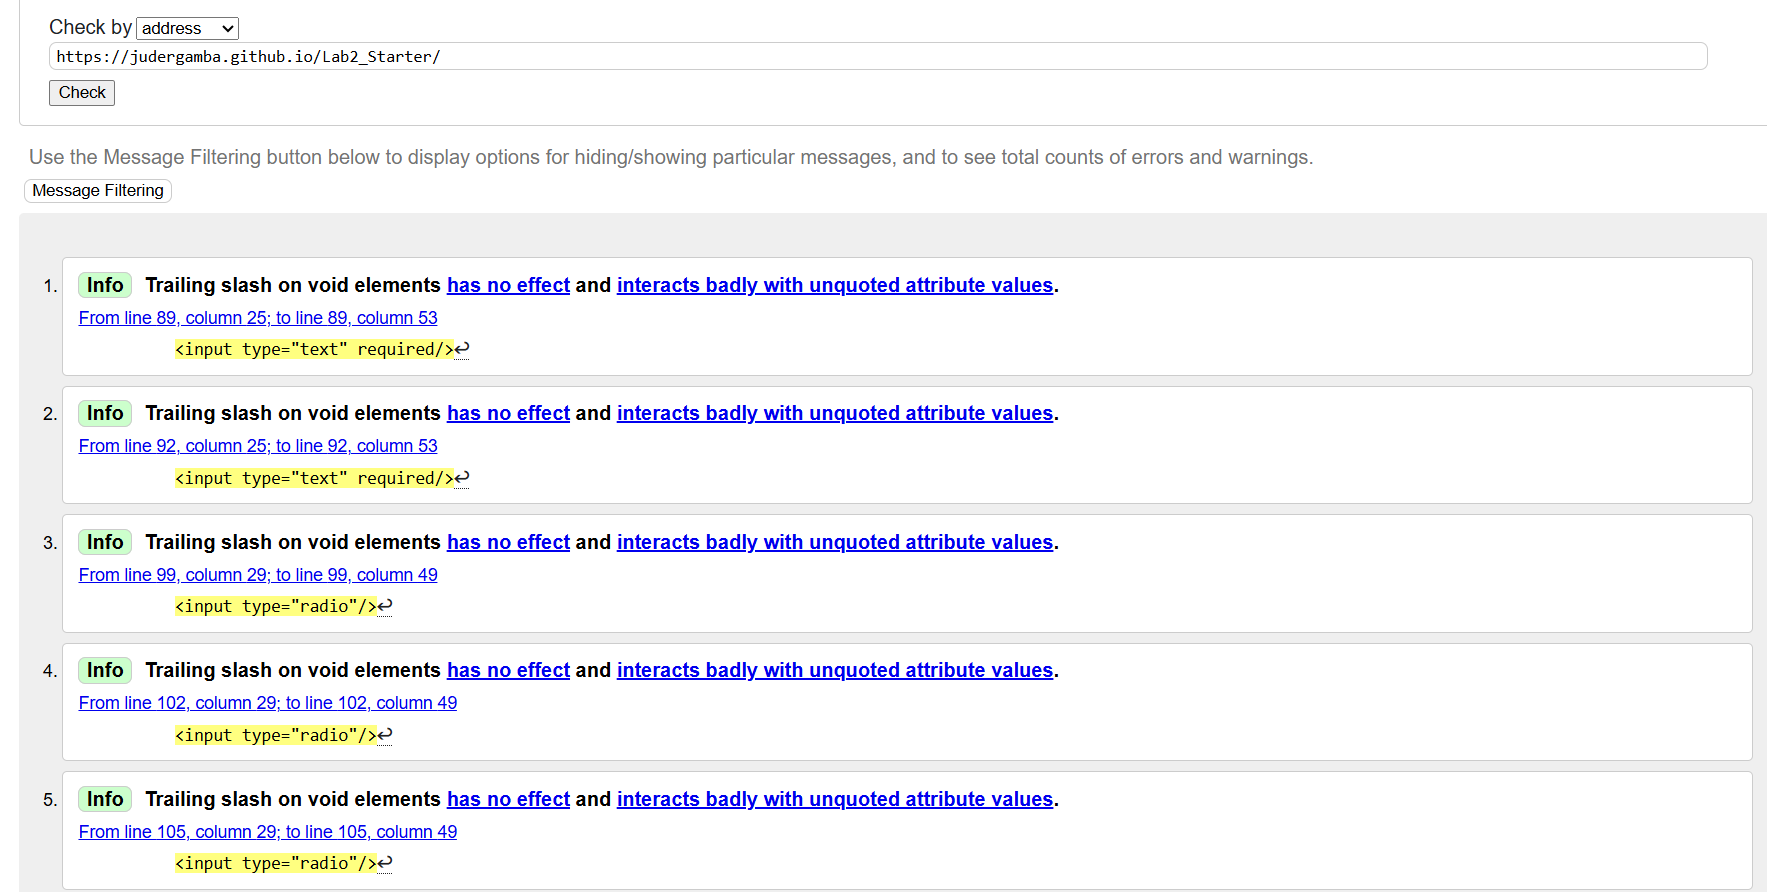 Check by address
https://judergamba.github.io/Lab2_Starter/
Check
Use the Message Filtering button below to display options for hiding/showing particular messages, and to see total counts of errors and warnings.
Message Filtering
1. Info Trailing slash on void elements has no effect and interacts badly with unquoted attribute values.
From line 89, column 25; to line 89, column 53
<input type="text" required/>↩
2. Info Trailing slash on void elements has no effect and interacts badly with unquoted attribute values.
From line 92, column 25; to line 92, column 53
<input type="text" required/>↩
3. Info Trailing slash on void elements has no effect and interacts badly with unquoted attribute values.
From line 99, column 29; to line 99, column 49
<input type="radio"/>↩
4. Info Trailing slash on void elements has no effect and interacts badly with unquoted attribute values.
From line 102, column 29; to line 102, column 49
<input type="radio"/>↩
5. Info Trailing slash on void elements has no effect and interacts badly with unquoted attribute values.
From line 105, column 29; to line 105, column 49
<input type="radio"/>↩